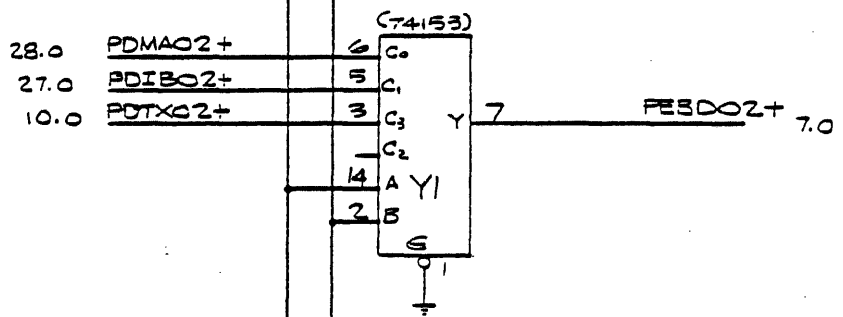 (74153)
28.0 PDMA02+ 6 C0
27.0 PDIB02+ 5 C1
10.0 PDTX02+ 3 C3 Y 7 PEBD02+ 7.0
C2
14 A Y1
2 B
G
1